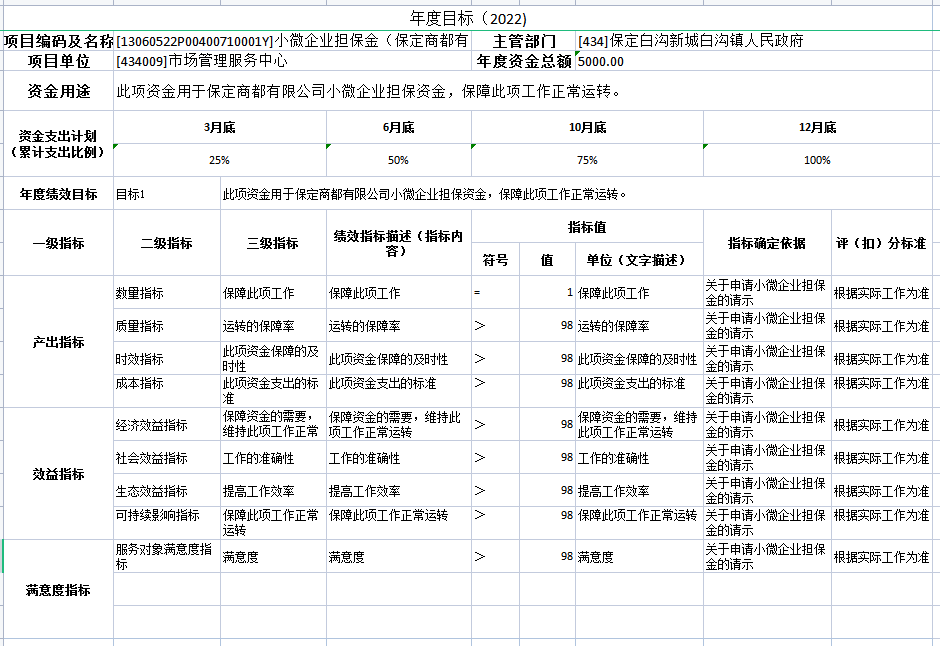 年度目标（2022)
项目编码及名称 [13060522P00400710001Y]小微企业担保金（保定商都有 主管部门 [434]保定白沟新城白沟镇人民政府
项目单位 [434009]市场管理服务中心 年度资金总额 5000.00
资金用途 此项资金用于保定商都有限公司小微企业担保资金，保障此项工作正常运转。
资金支出计划
（累计支出比例）
3月底 6月底 10月底 12月底
25% 50% 75% 100%
年度绩效目标 目标1 此项资金用于保定商都有限公司小微企业担保资金，保障此项工作正常运转。
一级指标 二级指标 三级指标 绩效指标描述（指标内
容） 指标值 指标确定依据 评（扣）分标准
符号 值 单位（文字描述）
产出指标
数量指标 保障此项工作 保障此项工作 = 1 保障此项工作 关于申请小微企业担保
金的请示 根据实际工作为准
质量指标 运转的保障率 运转的保障率 ＞ 98 运转的保障率 关于申请小微企业担保
金的请示 根据实际工作为准
时效指标 此项资金保障的及
时性 此项资金保障的及时性 ＞ 98 此项资金保障的及时性 关于申请小微企业担保
金的请示 根据实际工作为准
成本指标 此项资金支出的标
准 此项资金支出的标准 ＞ 98 此项资金支出的标准 关于申请小微企业担保
金的请示 根据实际工作为准
效益指标
经济效益指标 保障资金的需要，
维持此项工作正常 保障资金的需要，维持此
项工作正常运转 ＞ 98 保障资金的需要，维持
此项工作正常运转 关于申请小微企业担保
金的请示 根据实际工作为准
社会效益指标 工作的准确性 工作的准确性 ＞ 98 工作的准确性 关于申请小微企业担保
金的请示 根据实际工作为准
生态效益指标 提高工作效率 提高工作效率 ＞ 98 提高工作效率 关于申请小微企业担保
金的请示 根据实际工作为准
可持续影响指标 保障此项工作正常
运转 保障此项工作正常运转 ＞ 98 保障此项工作正常运转 关于申请小微企业担保
金的请示 根据实际工作为准
满意度指标
服务对象满意度指
标 满意度 满意度 ＞ 98 满意度 关于申请小微企业担保
金的请示 根据实际工作为准